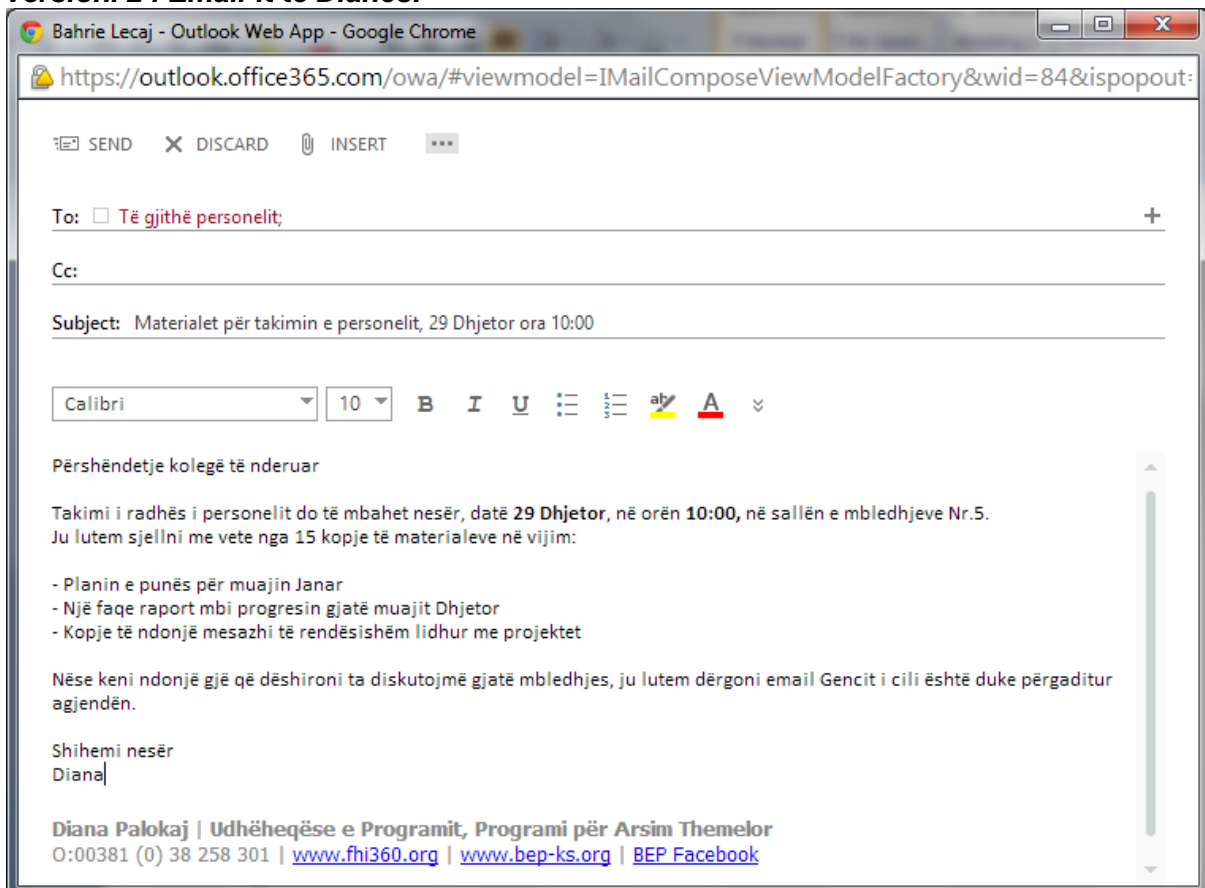 Bahrie Lecaj - Outlook Web App - Google Chrome
https://outlook.office365.com/owa/#viewmodel=IMailComposeViewModelFactory&wid=84&ispopout=
SEND DISCARD INSERT
To: Të gjithë personelit;
Cc:
Subject: Materialet për takimin e personelit, 29 Dhjetor ora 10:00
Calibri 10 B I U ab A
Përshëndetje kolegë të nderuar
Takimi i radhës i personelit do të mbahet nesër, datë 29 Dhjetor, në orën 10:00, në sallën e mbledhjeve Nr.5.
Ju lutem sjellni me vete nga 15 kopje të materialeve në vijim:
- Planin e punës për muajin Janar
- Një faqe raport mbi progresin gjatë muajit Dhjetor
- Kopje të ndonjë mesazhi të rendësishëm lidhur me projektet
Nëse keni ndonjë gjë që dëshironi ta diskutojmë gjatë mbledhjes, ju lutem dërgoni email Gencit i cili është duke përgaditur
agjendën.
Shihemi nesër
Diana
Diana Palokaj | Udhëheqëse e Programit, Programi për Arsim Themelor
O:00381 (0) 38 258 301 | www.fhi360.org | www.bep-ks.org | BEP Facebook